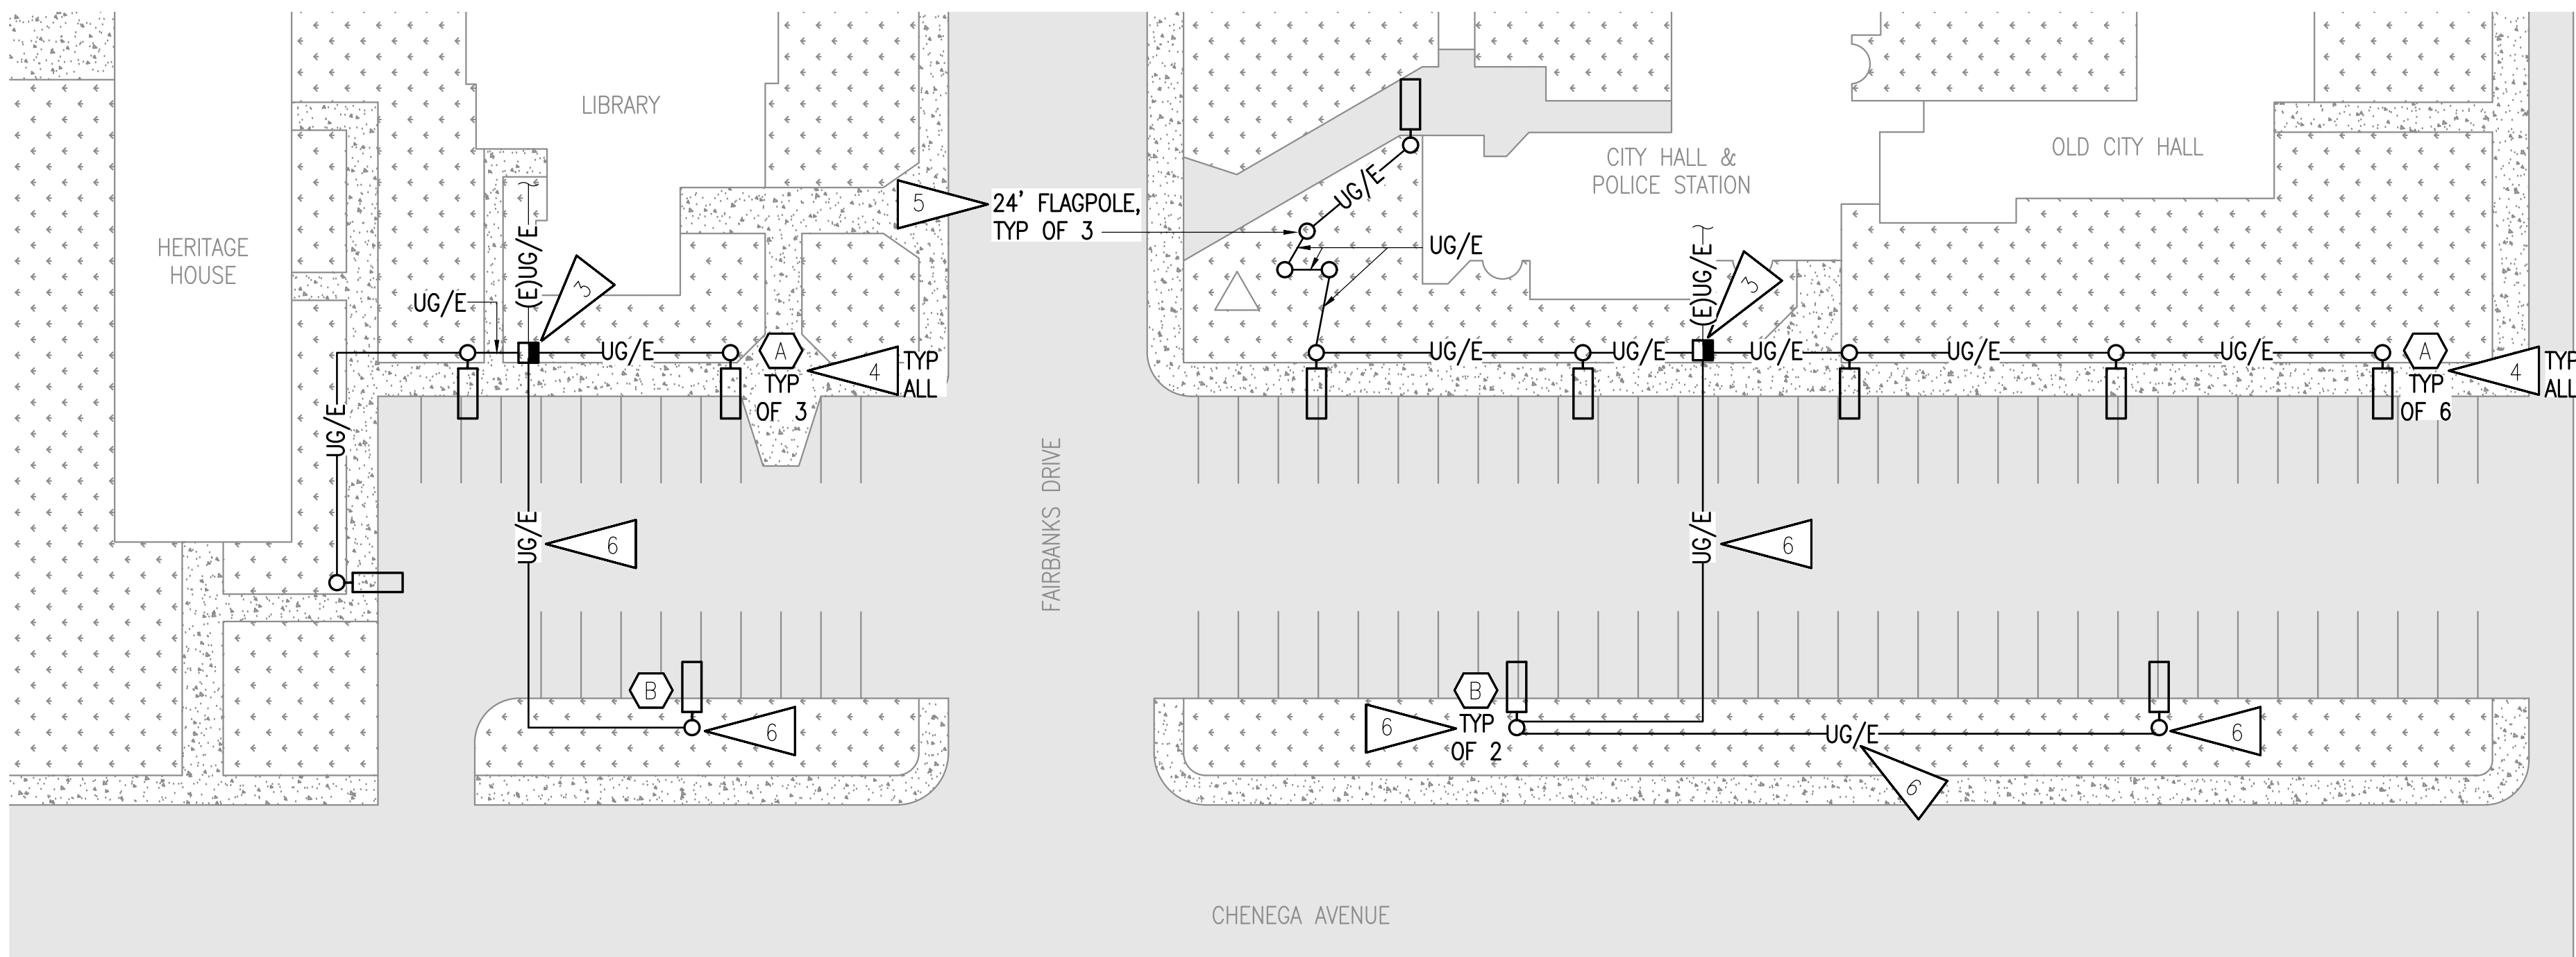 LIBRARY
HERITAGE
HOUSE
UG/E
(E)UG/E
3
UG/E
UG/E
A
TYP
OF 3
4
TYP
ALL
5
24' FLAGPOLE,
TYP OF 3
UG/E
UG/E
CITY HALL &
POLICE STATION
OLD CITY HALL
(E)UG/E
3
UG/E
UG/E
UG/E
UG/E
UG/E
A
TYP
OF 6
4
TYP
ALL
UG/E
6
FAIRBANKS DRIVE
UG/E
6
B
6
B
TYP
OF 2
6
UG/E
6
6
CHENEGA AVENUE